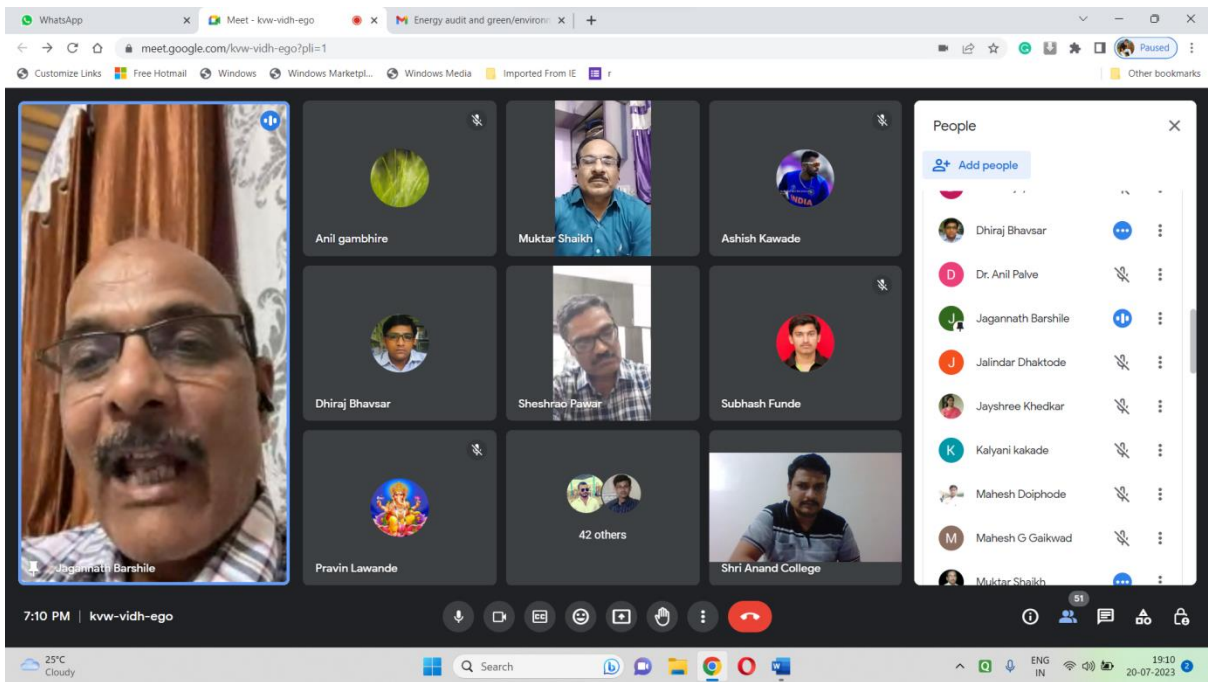 WhatsApp
Meet - kvw-vidh-ego
Energy audit and green/environ
meet.google.com/kvw-vidh-ego?pli=1
Paused
Customize Links Free Hotmail Windows Windows Marketpl... Windows Media Imported From IE r Other bookmarks
INDIA
Anil gambhire
Muktar Shaikh
Ashish Kawade
Dhiraj Bhavsar
Sheshrao Pawar
Subhash Funde
Jagannath Barshile
Pravin Lawande
42 others
Shri Anand College
People
Add people
Dhiraj Bhavsar
D Dr. Anil Palve
J Jagannath Barshile
J Jalindar Dhaktode
Jayshree Khedkar
K Kalyani kakade
Mahesh Doiphode
M Mahesh G Gaikwad
Muktar Shaikh
7:10 PM | kvw-vidh-ego
CC
51
25°C
Cloudy
Search
ENG
IN
19:10
20-07-2023
2